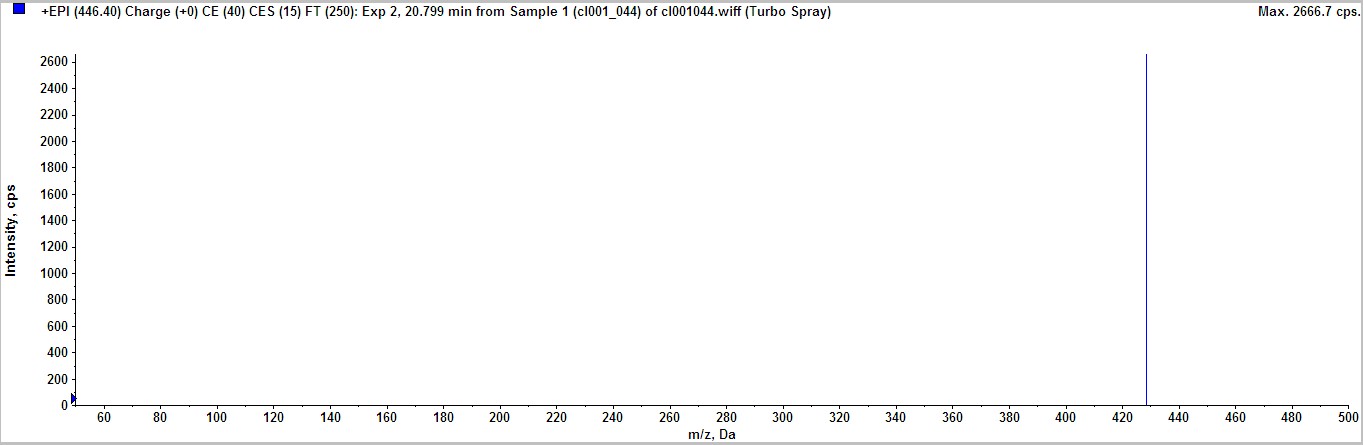 +EPI (446.40) Charge (+0) CE (40) CES (15) FT (250): Exp 2, 20.799 min from Sample 1 (cl001_044) of cl001044.wiff (Turbo Spray)
Max. 2666.7 cps.
Intensity, cps
2600
2400
2200
2000
1800
1600
1400
1200
1000
800
600
400
200
0
60 80 100 120 140 160 180 200 220 240 260 280 300 320 340 360 380 400 420 440 460 480 500
m/z, Da